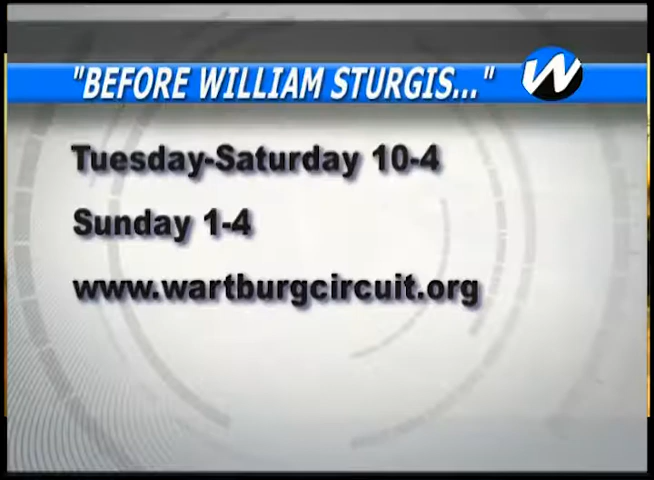 "BEFORE WILLIAM STURGIS..." W
Tuesday-Saturday 10-4
Sunday 1-4
www.wartburgcircuit.org